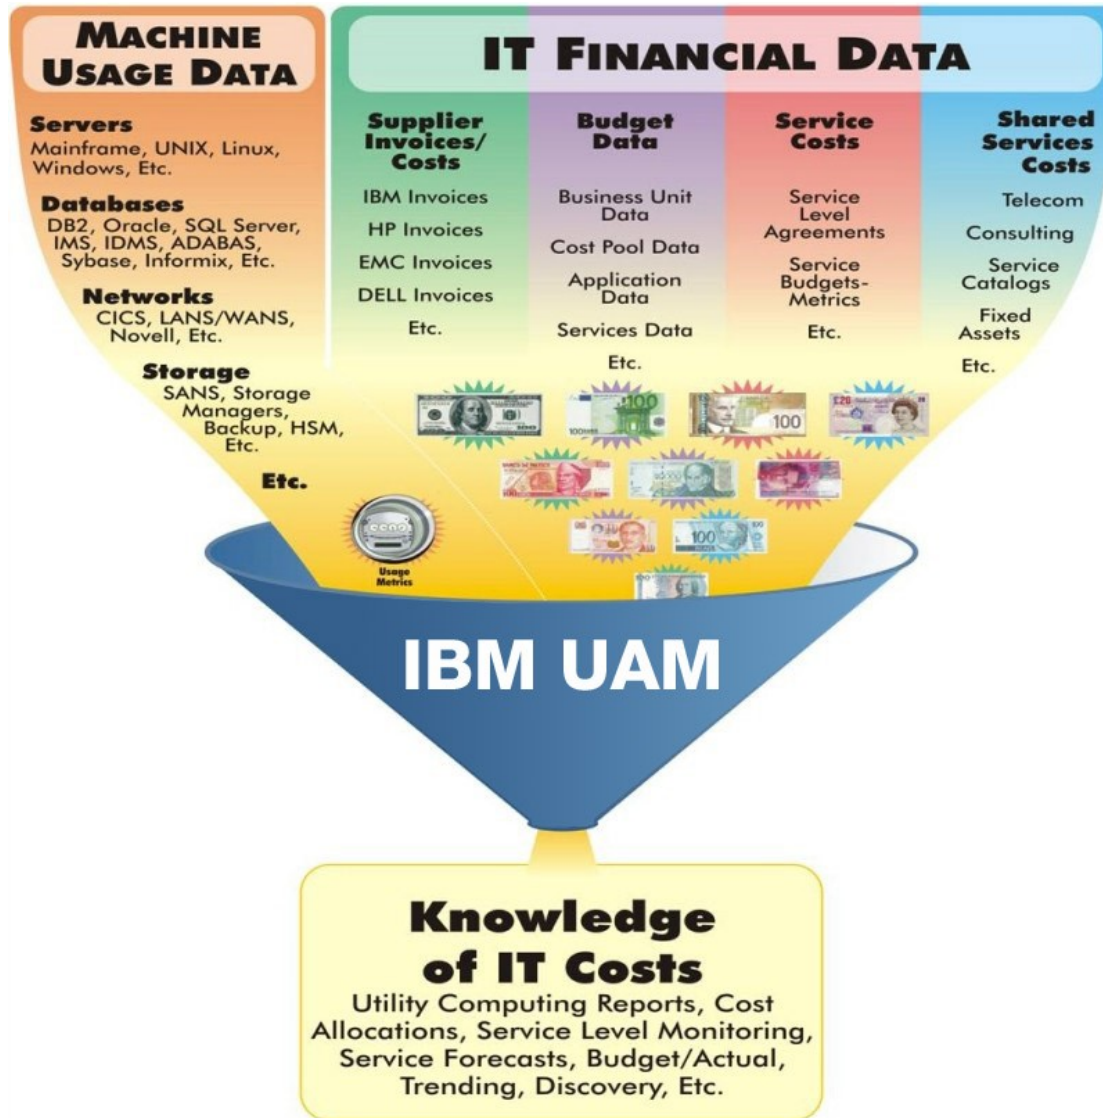 MACHINE
USAGE DATA
Servers
Mainframe, UNIX, Linux,
Windows, Etc.
Databases
DB2, Oracle, SQL Server,
IMS, IDMS, ADABAS,
Sybase, Informix, Etc.
Networks
CICS, LANS/WANS,
Novell, Etc.
Storage
SANS, Storage
Managers,
Backup, HSM,
Etc.
Etc.
Usage
Metrics
IT FINANCIAL DATA
Supplier
Invoices/
Costs
IBM Invoices
HP Invoices
EMC Invoices
DELL Invoices
Etc.
Budget
Data
Business Unit
Data
Cost Pool Data
Application
Data
Services Data
Etc.
Service
Costs
Service
Level
Agreements
Service
Budgets-
Metrics
Etc.
Shared
Services
Costs
Telecom
Consulting
Service
Catalogs
Fixed
Assets
Etc.
100
100
100
£20
100
IBM UAM
Knowledge
of IT Costs
Utility Computing Reports, Cost
Allocations, Service Level Monitoring,
Service Forecasts, Budget/Actual,
Trending, Discovery, Etc.